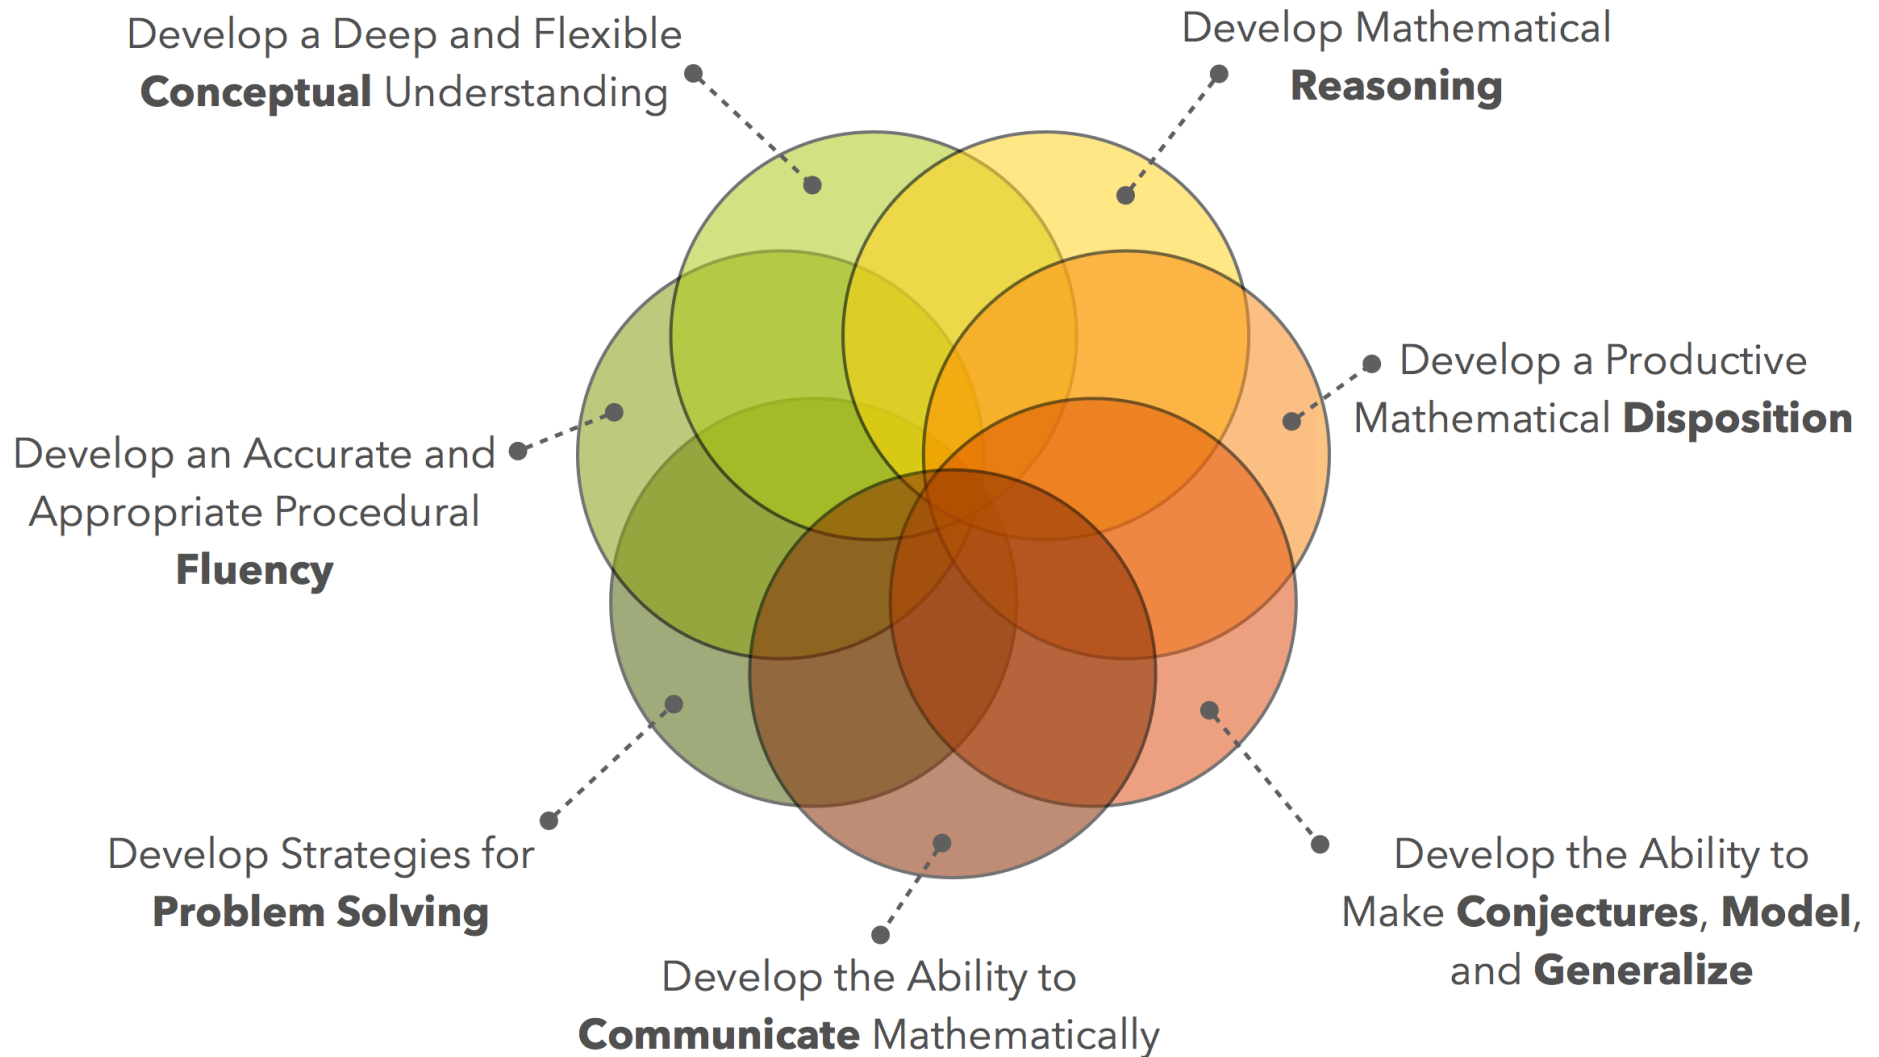 Develop a Deep and Flexible
Conceptual Understanding
Develop Mathematical
Reasoning
Develop a Productive
Mathematical Disposition
Develop an Accurate and
Appropriate Procedural
Fluency
Develop Strategies for
Problem Solving
Develop the Ability to
Make Conjectures, Model,
and Generalize
Develop the Ability to
Communicate Mathematically